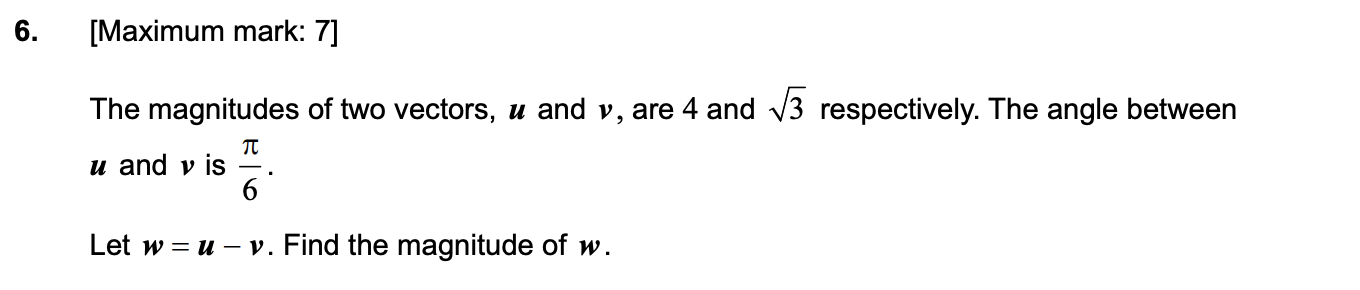 6. [Maximum mark: 7]
The magnitudes of two vectors, u and v, are 4 and √3 respectively. The angle between
u and v is π/6.
Let w = u − v. Find the magnitude of w.